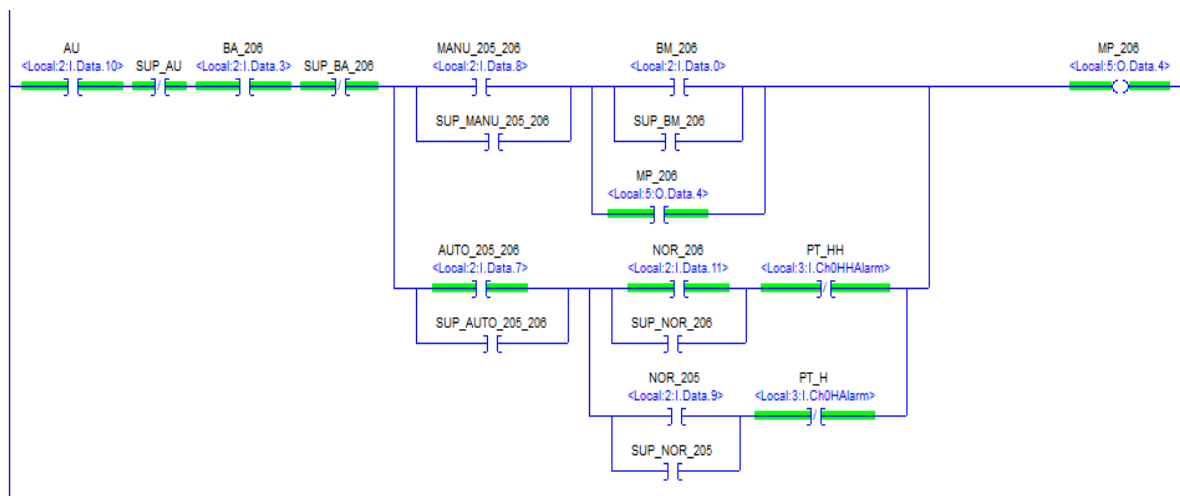 AU
<Local:2:I.Data.10>
SUP_AU
BA_206
<Local:2:I.Data.3>
SUP_BA_206
MANU_205_206
<Local:2:I.Data.8>
BM_206
<Local:2:I.Data.0>
MP_206
<Local:5:O.Data.4>
SUP_MANU_205_206
SUP_BM_206
MP_206
<Local:5:O.Data.4>
AUTO_205_206
<Local:2:I.Data.7>
NOR_206
<Local:2:I.Data.11>
PT_HH
<Local:3:I.Ch0HHAlarm>
SUP_AUTO_205_206
SUP_NOR_206
NOR_205
<Local:2:I.Data.9>
PT_H
<Local:3:I.Ch0HAlarm>
SUP_NOR_205